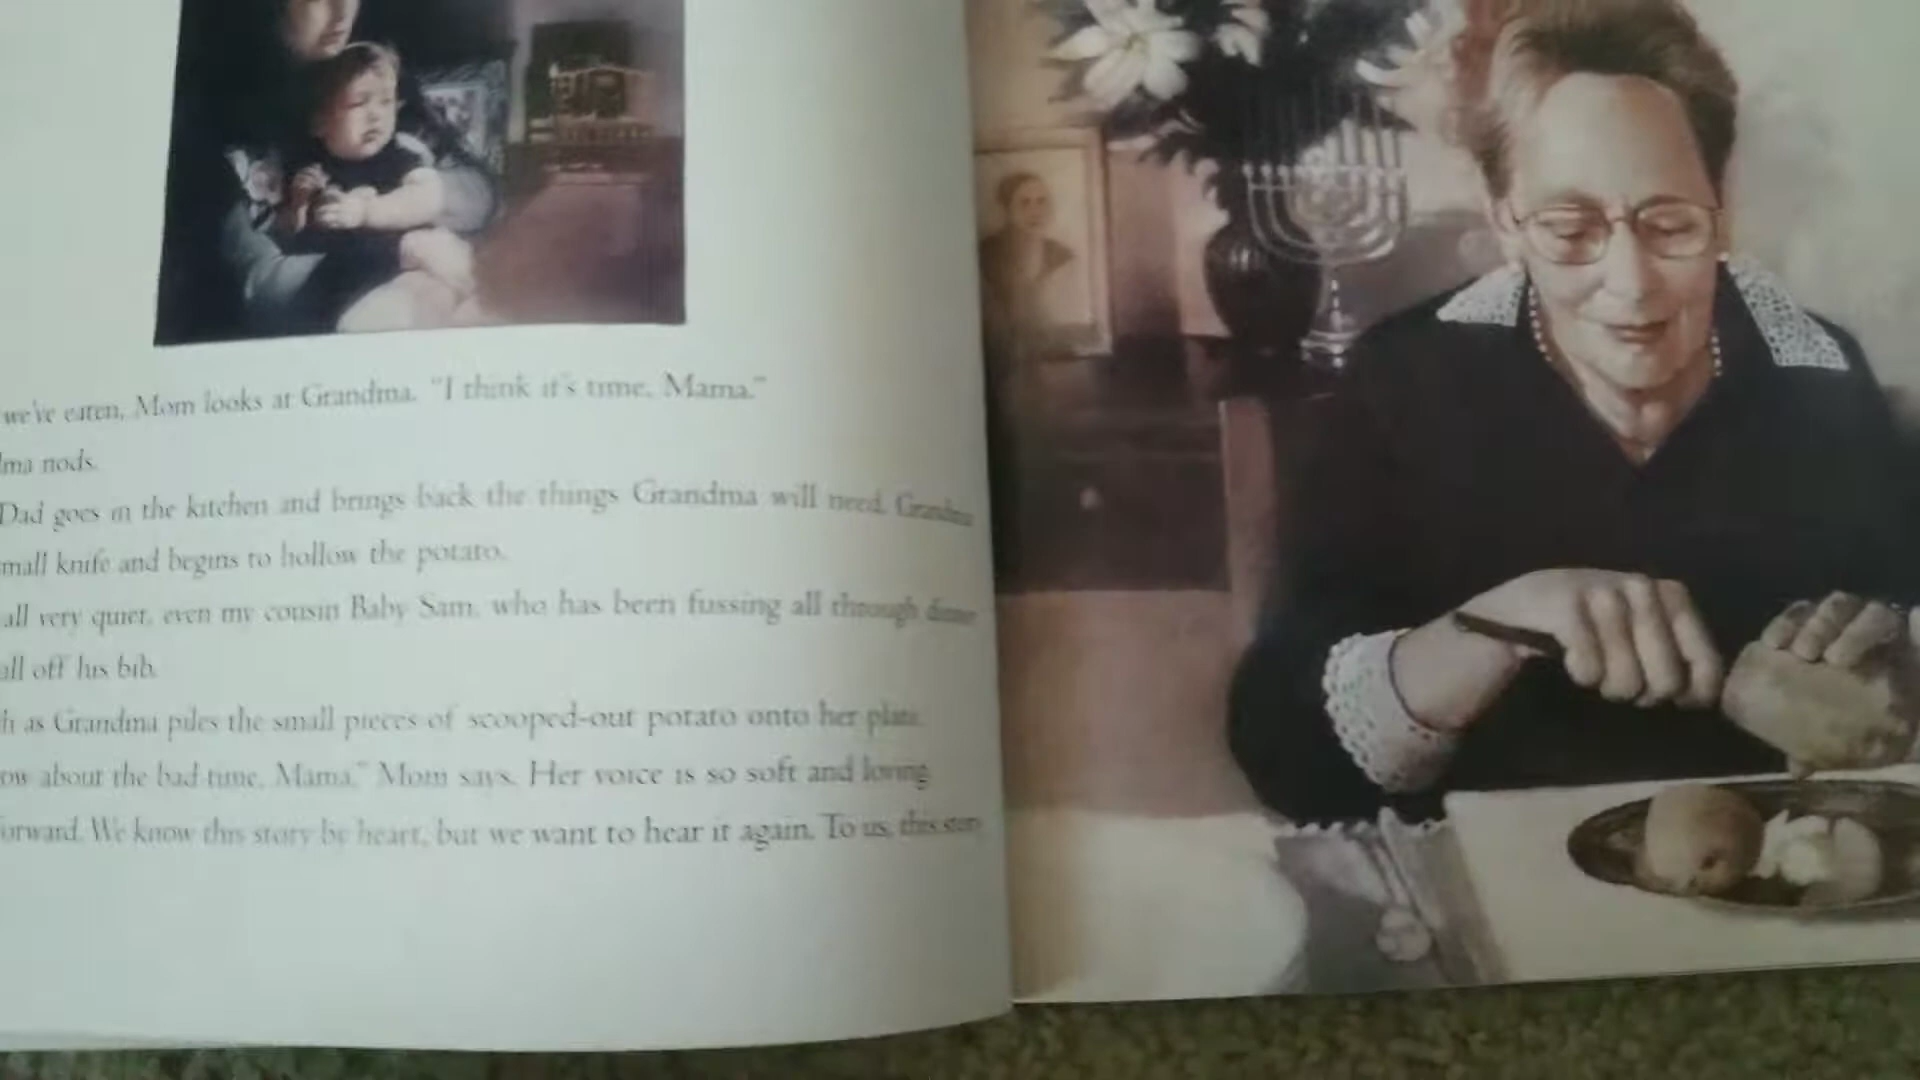 we've eaten, Mom looks at Grandma. "I think it's time, Mama."
dma nods.
Dad goes in the kitchen and brings back the things Grandma will need. Grandma
mall knife and begins to hollow the potato.
all very quiet, even my cousin Baby Sam, who has been fussing all through dinner
all off his bib.
h as Grandma piles the small pieces of scooped-out potato onto her plate.
ow about the bad time, Mama," Mom says. Her voice is so soft and loving.
orward. We know this story by heart, but we want to hear it again. To us, this story